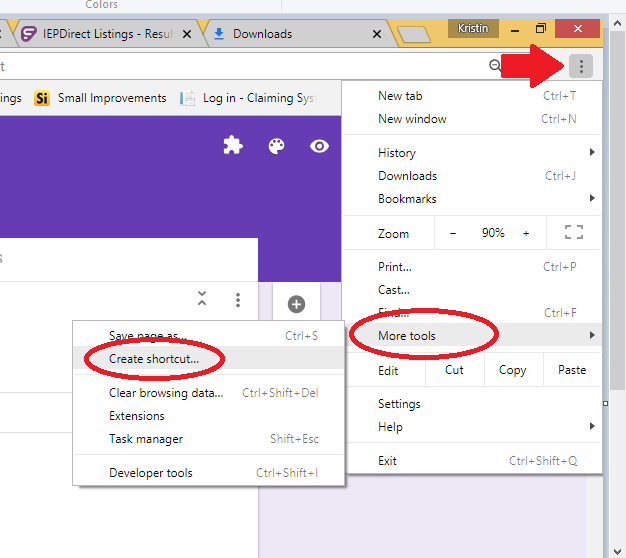 Colors
IEPDirect Listings - Resul
Downloads
Kristin
t
ngs
Si
Small Improvements
Log in - Claiming Sys
New tab Ctrl+T
New window Ctrl+N
History
Downloads Ctrl+J
Bookmarks
Zoom - 90% +
Print... Ctrl+P
Cast...
Find... Ctrl+F
More tools
Edit Cut Copy Paste
Settings
Help
Exit Ctrl+Shift+Q
s
Save page as... Ctrl+S
Create shortcut...
Clear browsing data... Ctrl+Shift+Del
Extensions
Task manager Shift+Esc
Developer tools Ctrl+Shift+I